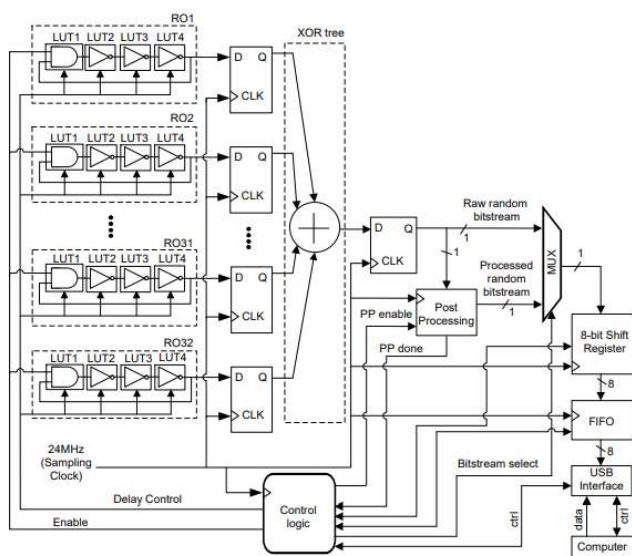 RO1
XOR tree
LUT1 LUT2 LUT3 LUT4
D Q
CLK
RO2
LUT1 LUT2 LUT3 LUT4
D Q
CLK
D Q
CLK
Raw random
bitstream
1
1
MUX
1
Processed
random
bitstream
1
RO31
LUT1 LUT2 LUT3 LUT4
D Q
CLK
PP enable
Post
Processing
PP done
8-bit Shift
Register
8
RO32
LUT1 LUT2 LUT3 LUT4
D Q
CLK
FIFO
8
24MHz
(Sampling
Clock)
Bitstream select
USB
Interface
Delay Control
Control
logic
Enable
ctrl
data
ctrl
Computer